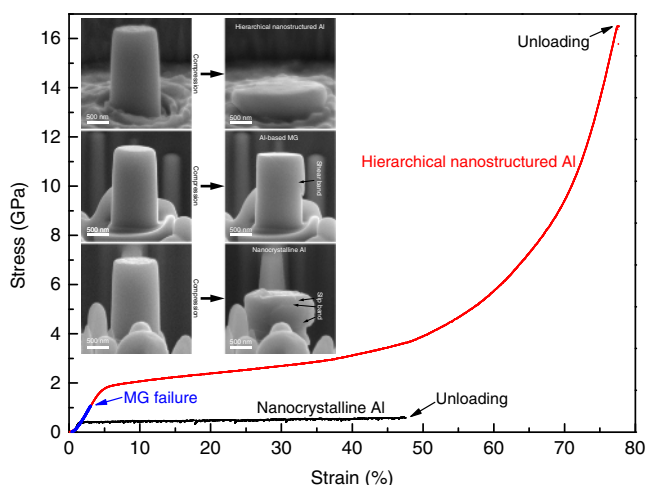 16
14
12
10
8
6
4
2
0
Stress (GPa)
0 10 20 30 40 50 60 70 80
Strain (%)
Compression
Hierarchical nanostructured Al
500 nm
500 nm
Compression
Al-based MG
Shear band
500 nm
500 nm
Compression
Nanocrystalline Al
Slip band
500 nm
500 nm
Unloading
Hierarchical nanostructured Al
MG failure
Nanocrystalline Al
Unloading